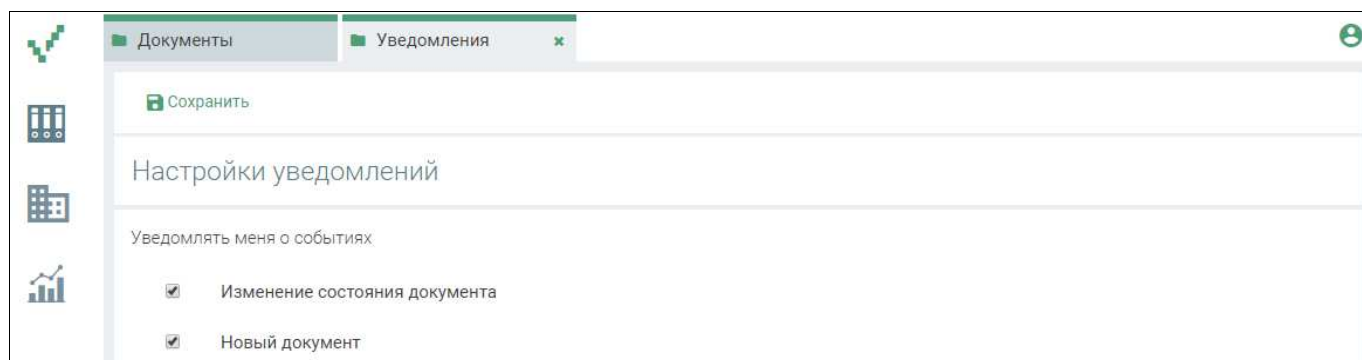 Документы
Уведомления
Сохранить
Настройки уведомлений
Уведомлять меня о событиях
Изменение состояния документа
Новый документ